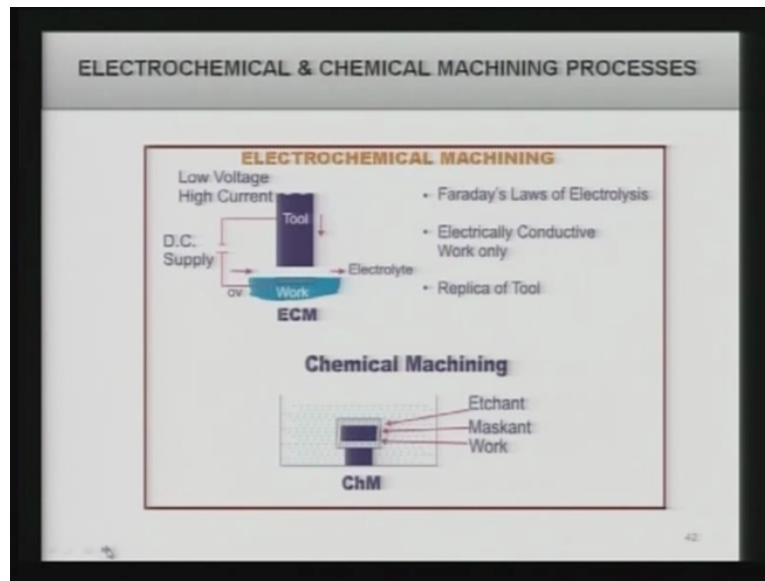 ELECTROCHEMICAL & CHEMICAL MACHINING PROCESSES
ELECTROCHEMICAL MACHINING
Low Voltage
High Current
Tool
D.C.
Supply
Electrolyte
Work
ECM
• Faraday's Laws of Electrolysis
• Electrically Conductive
Work only
• Replica of Tool
Chemical Machining
Etchant
Maskant
Work
ChM
42